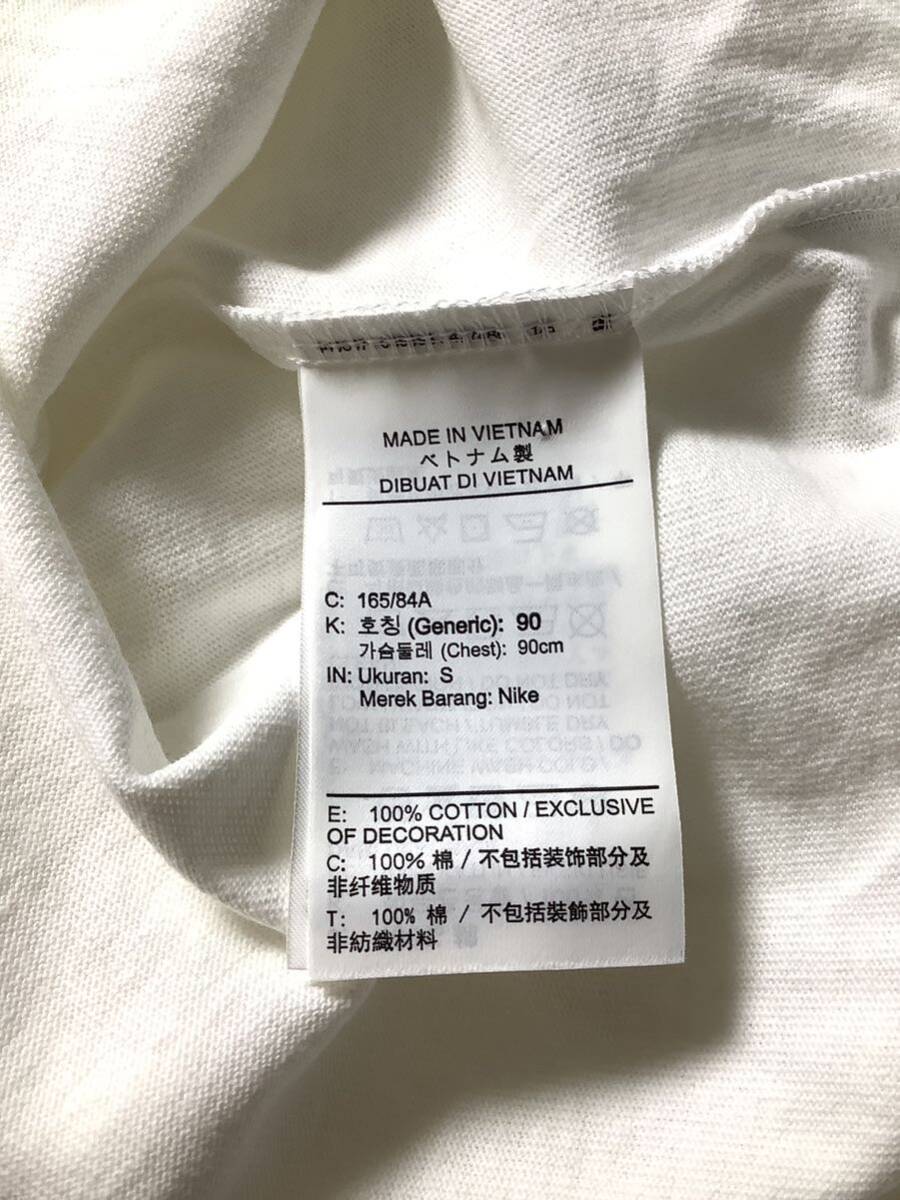 MADE IN VIETNAM
ベトナム製
DIBUAT DI VIETNAM
C: 165/84A
K: 호칭 (Generic): 90
가슴둘레 (Chest): 90cm
IN: Ukuran: S
Merek Barang: Nike
E: 100% COTTON / EXCLUSIVE
OF DECORATION
C: 100% 棉 / 不包括装饰部分及
非纤维物质
T: 100% 棉 / 不包括裝飾部分及
非紡織材料